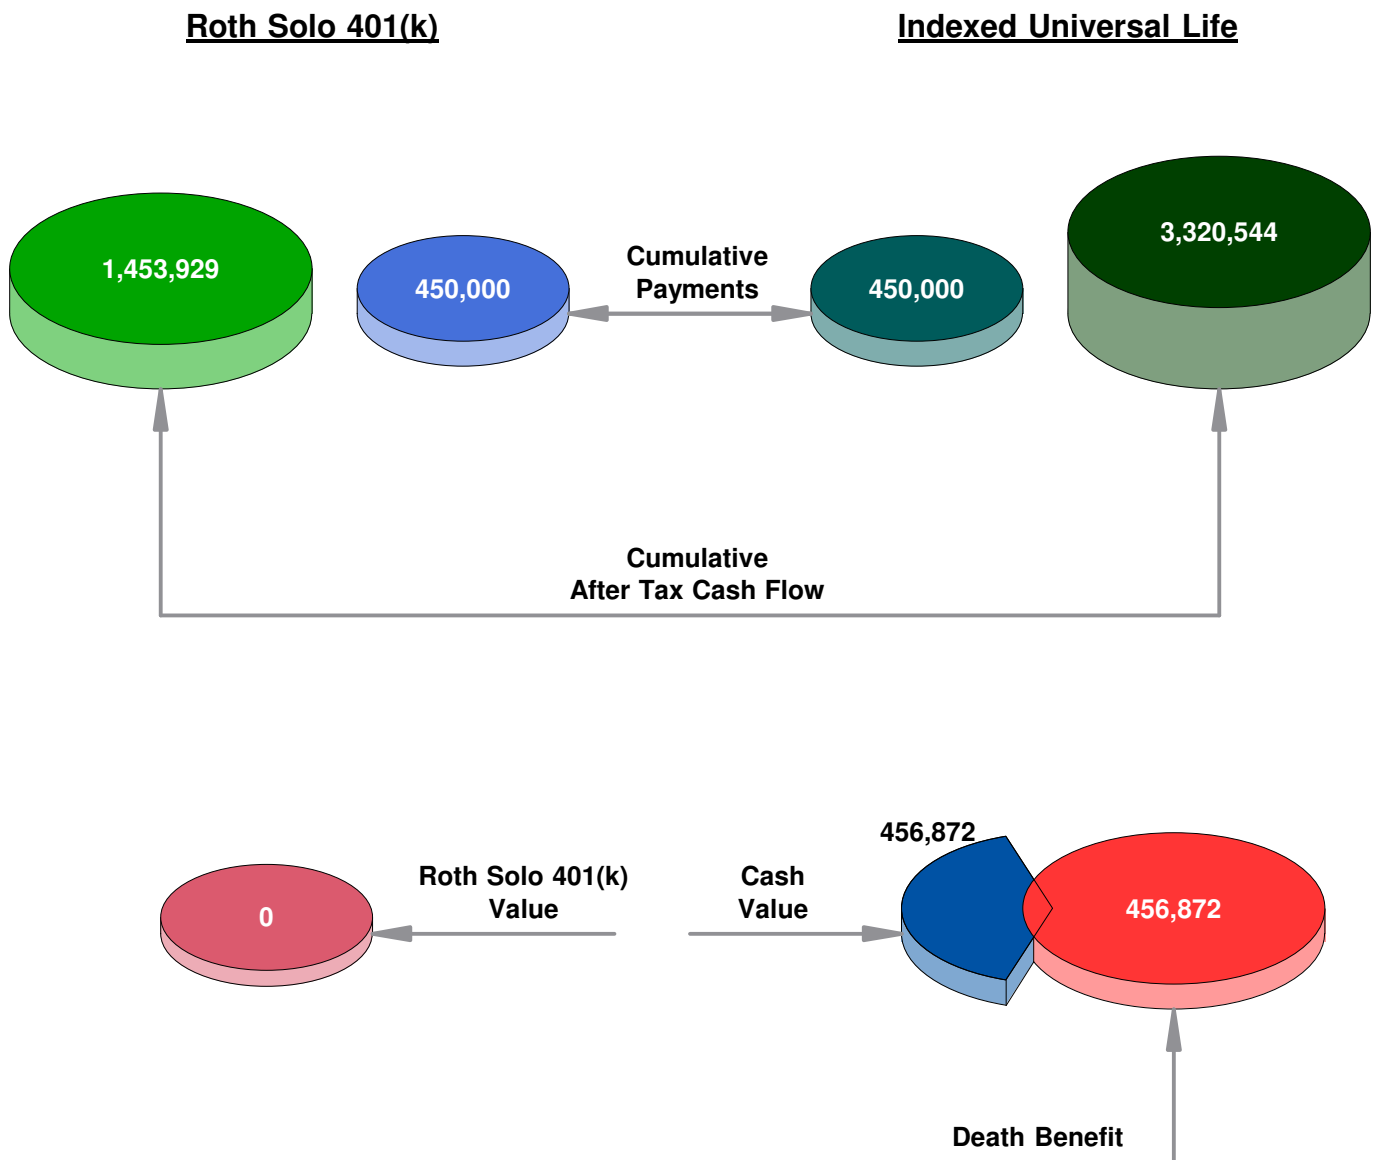 Roth Solo 401(k)
Indexed Universal Life
1,453,929
450,000
Cumulative
Payments
450,000
3,320,544
Cumulative
After Tax Cash Flow
0
Roth Solo 401(k)
Value
Cash
Value
456,872
456,872
Death Benefit